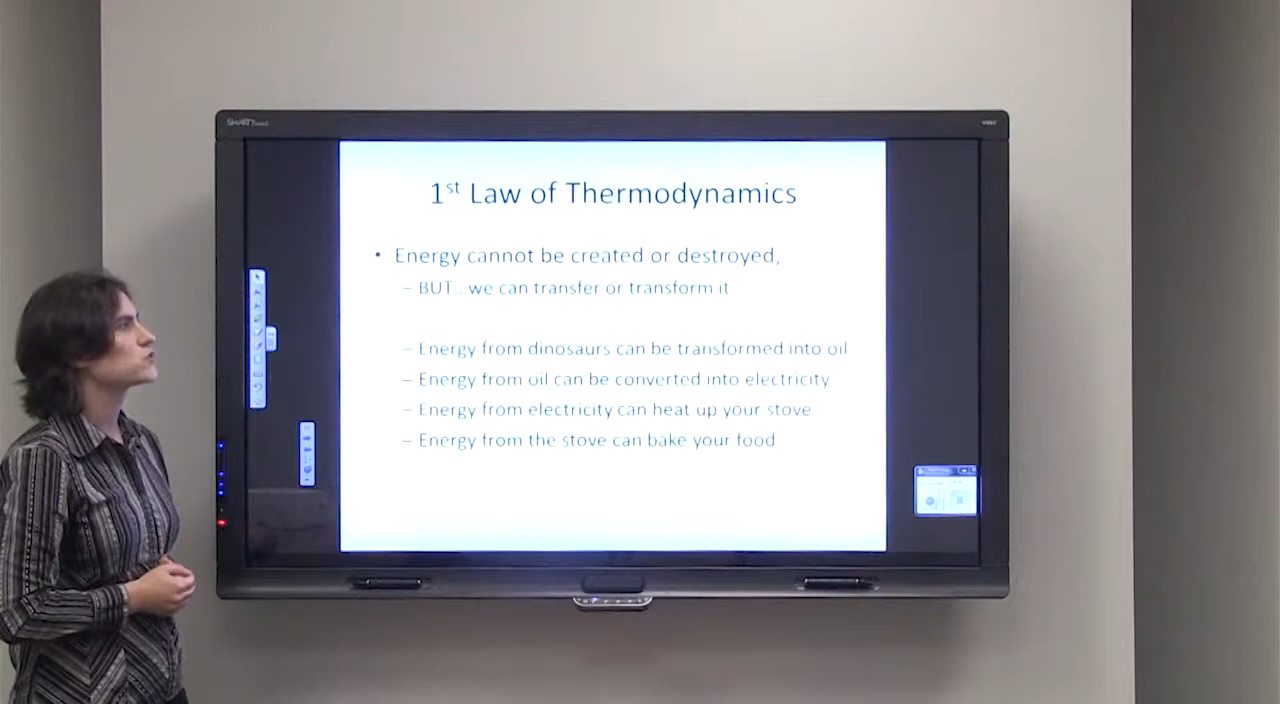 SMART Board
1st Law of Thermodynamics
• Energy cannot be created or destroyed,
– BUT...we can transfer or transform it
– Energy from dinosaurs can be transformed into oil
– Energy from oil can be converted into electricity
– Energy from electricity can heat up your stove
– Energy from the stove can bake your food